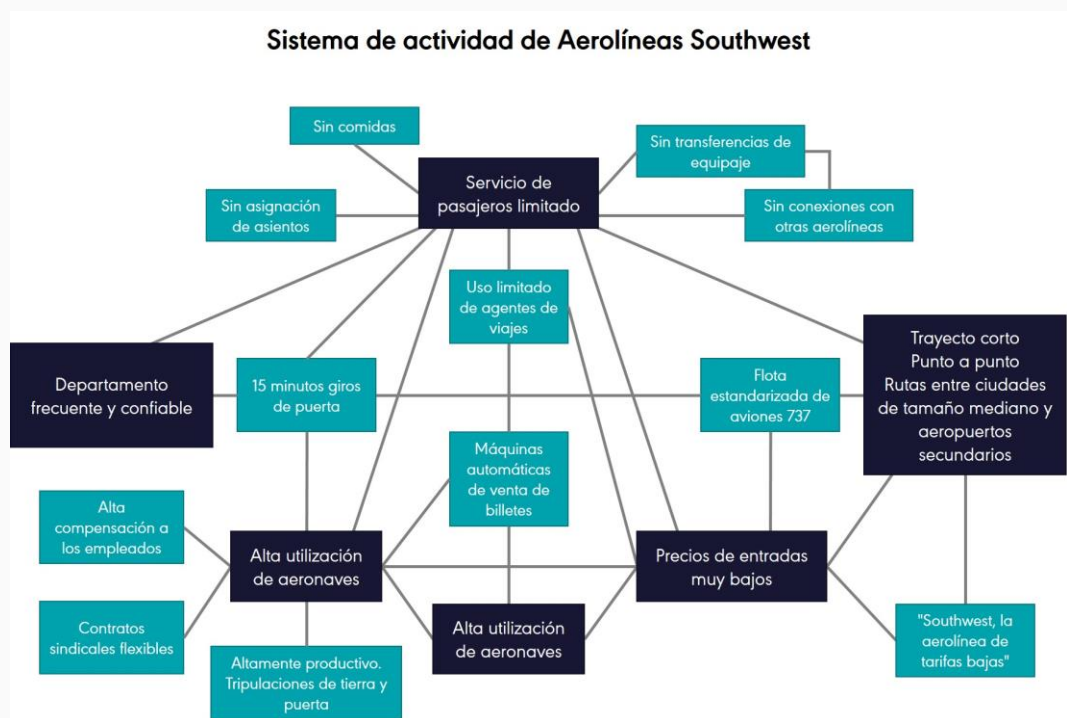 Sistema de actividad de Aerolíneas Southwest
Sin comidas
Sin transferencias de
equipaje
Servicio de
pasajeros limitado
Sin asignación
de asientos
Sin conexiones con
otras aerolíneas
Uso limitado
de agentes de
viajes
Departamento
frecuente y confiable
15 minutos giros
de puerta
Flota
estandarizada de
aviones 737
Trayecto corto
Punto a punto
Rutas entre ciudades
de tamaño mediano y
aeropuertos
secundarios
Máquinas
automáticas
de venta de
billetes
Alta
compensación a
los empleados
Alta utilización
de aeronaves
Precios de entradas
muy bajos
Contratos
sindicales flexibles
Altamente productivo.
Tripulaciones de tierra y
puerta
Alta utilización
de aeronaves
"Southwest, la
aerolínea de
tarifas bajas"